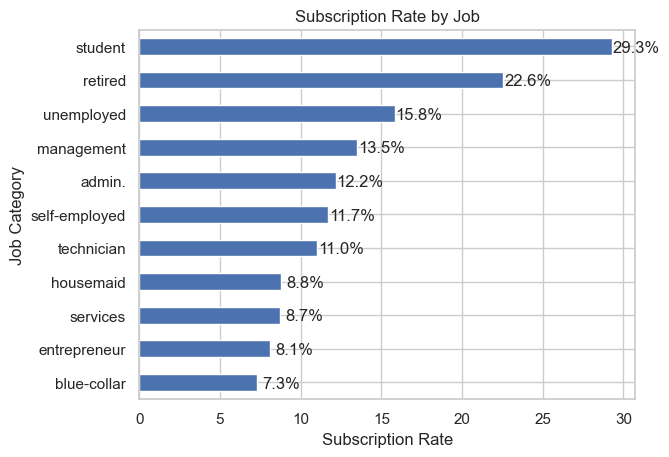 Subscription Rate by Job
Job Category
student 29.3%
retired 22.6%
unemployed 15.8%
management 13.5%
admin. 12.2%
self-employed 11.7%
technician 11.0%
housemaid 8.8%
services 8.7%
entrepreneur 8.1%
blue-collar 7.3%
0 5 10 15 20 25 30
Subscription Rate